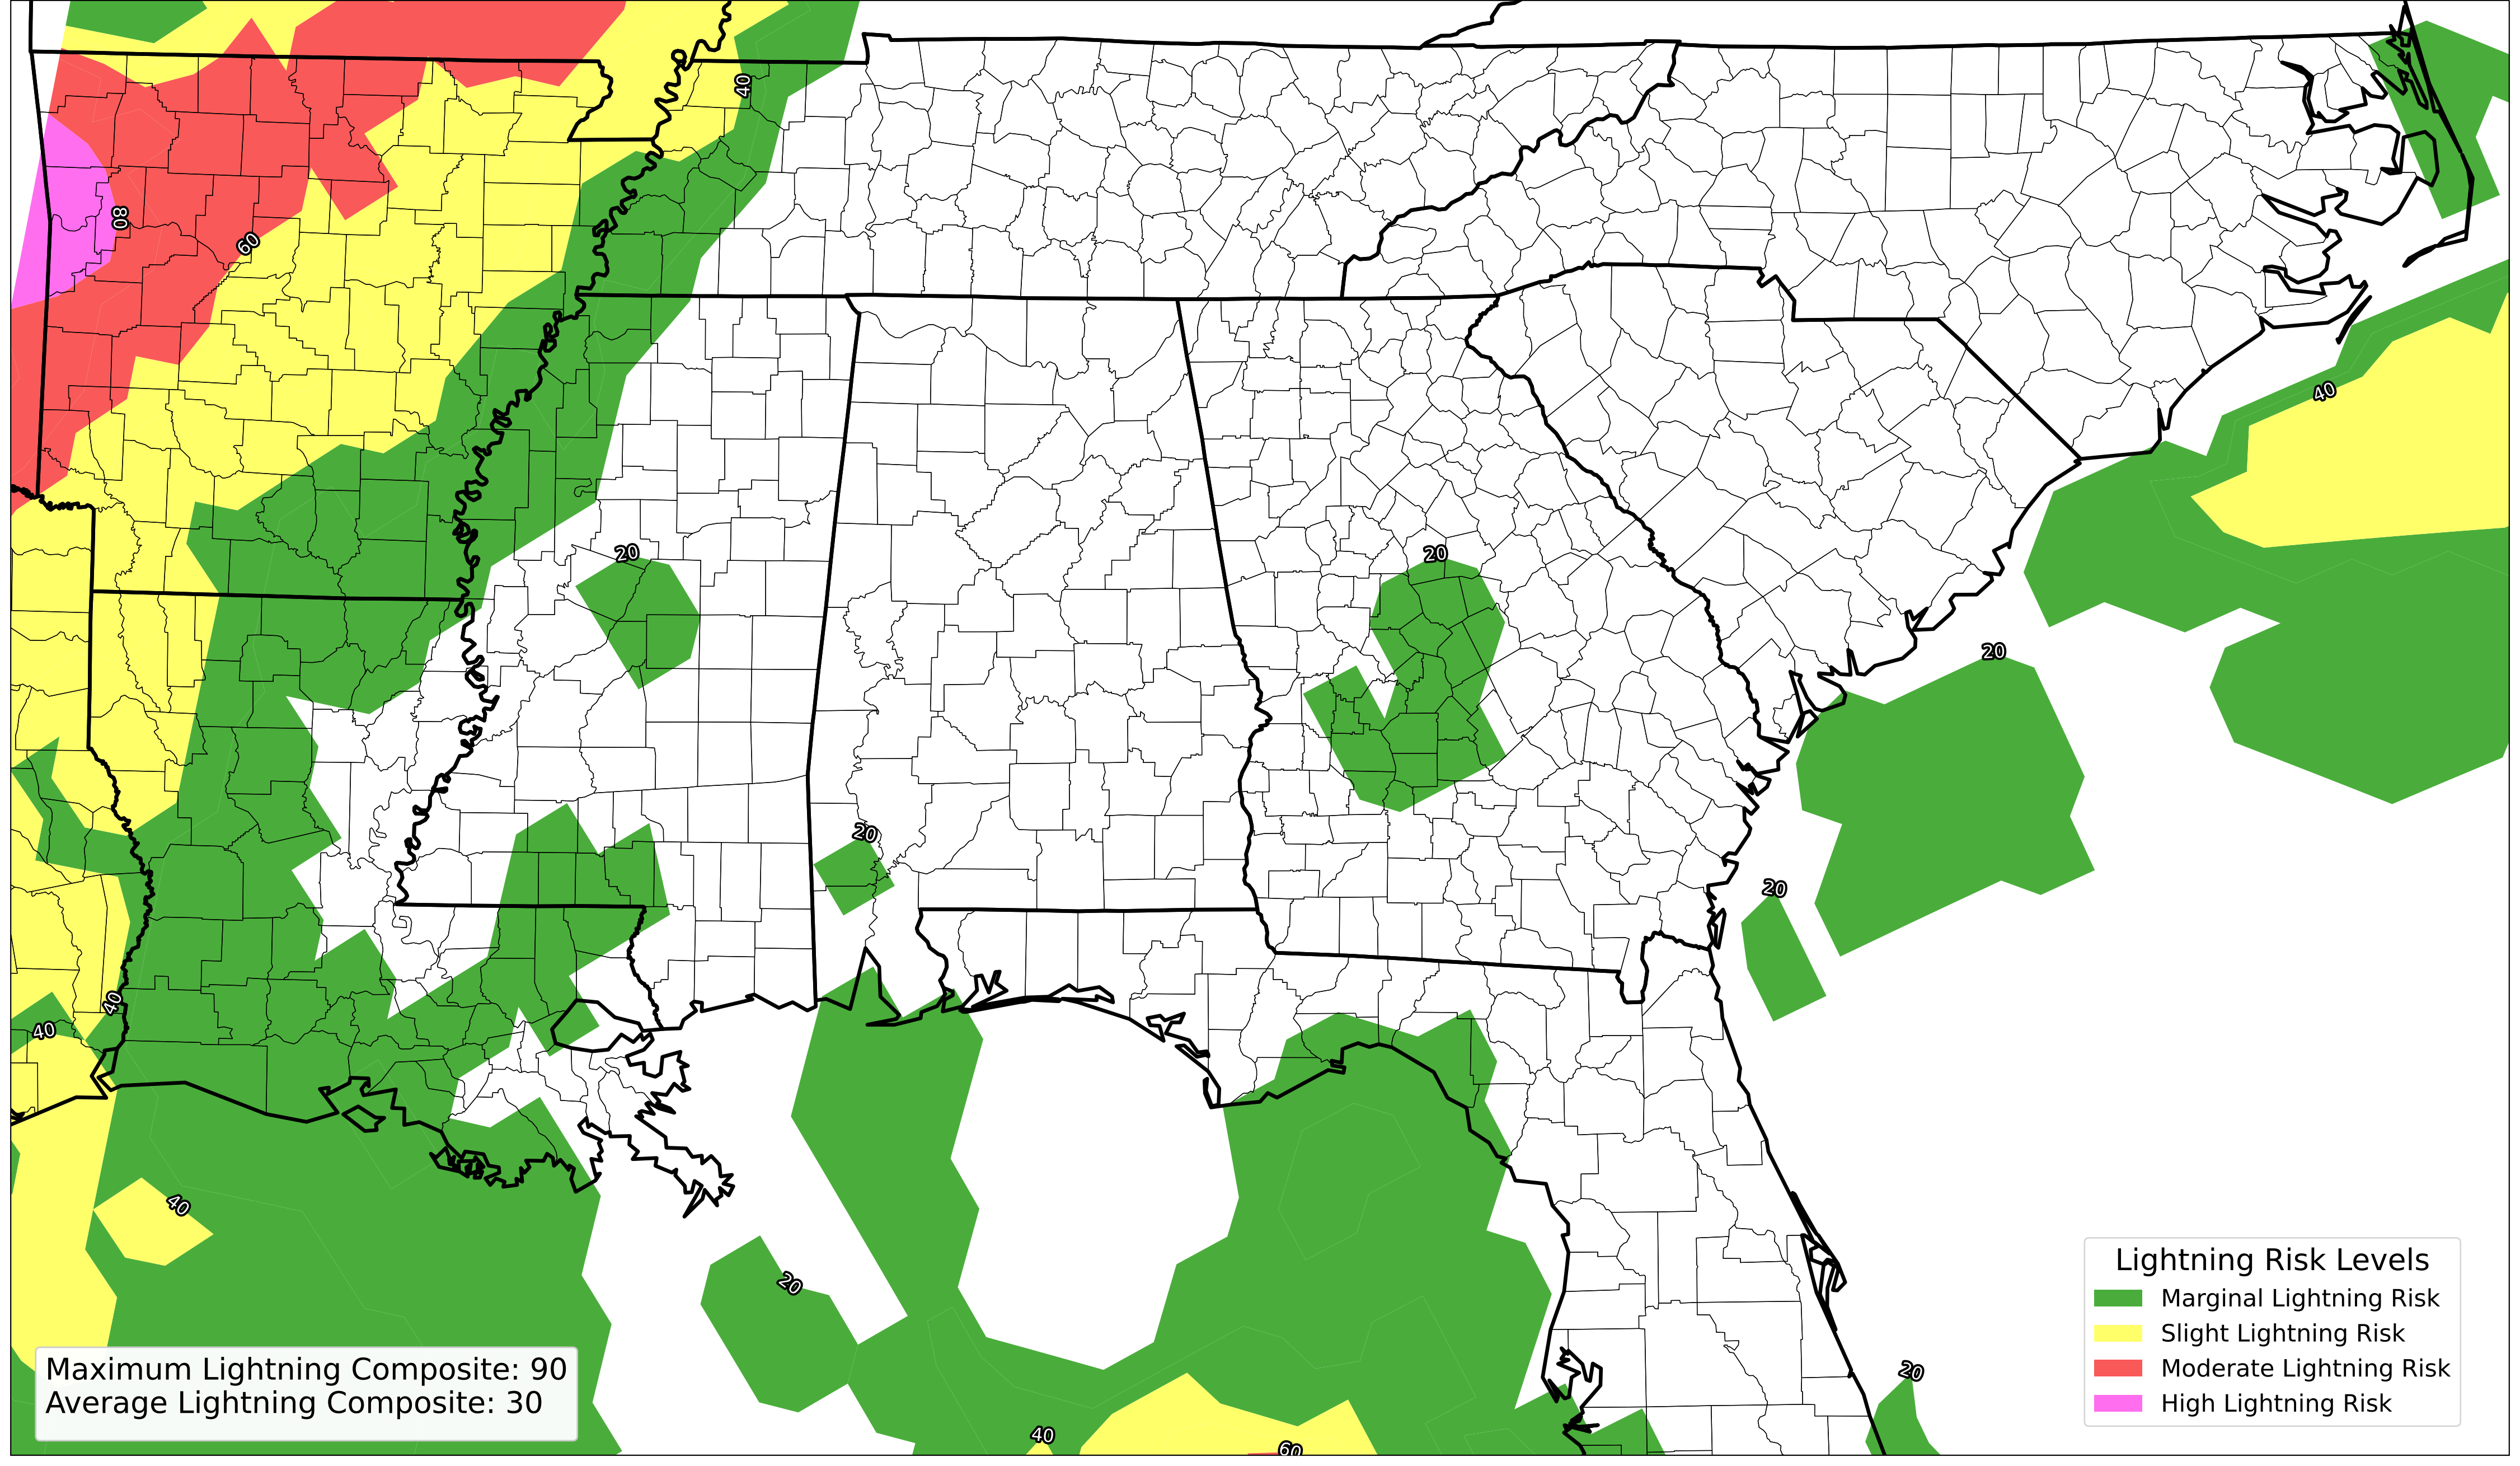 40
80
60
40
20
20
20
20
20
40
40
40
20
40
60
20
Lightning Risk Levels
Marginal Lightning Risk
Slight Lightning Risk
Moderate Lightning Risk
High Lightning Risk
Maximum Lightning Composite: 90
Average Lightning Composite: 30